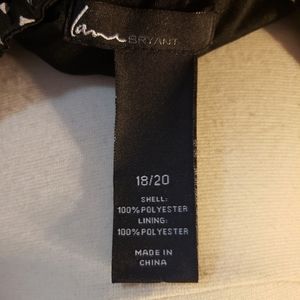 Lane BRYANT
18/20
SHELL:
100% POLYESTER
LINING:
100% POLYESTER
MADE IN
CHINA